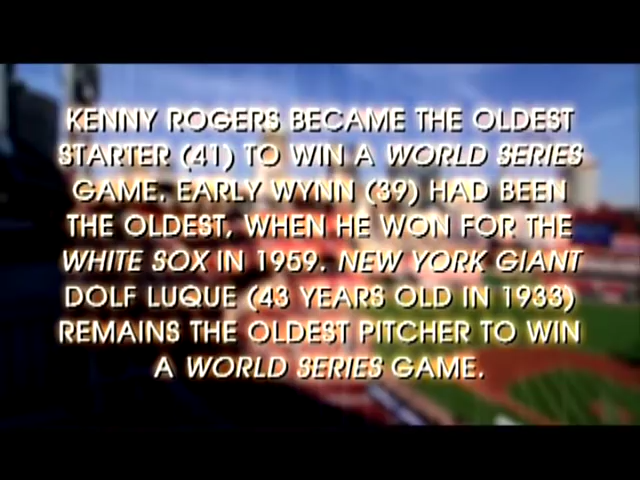 KENNY ROGERS BECAME THE OLDEST
STARTER (41) TO WIN A WORLD SERIES
GAME. EARLY WYNN (39) HAD BEEN
THE OLDEST, WHEN HE WON FOR THE
WHITE SOX IN 1959. NEW YORK GIANT
DOLF LUQUE (43 YEARS OLD IN 1933)
REMAINS THE OLDEST PITCHER TO WIN
A WORLD SERIES GAME.